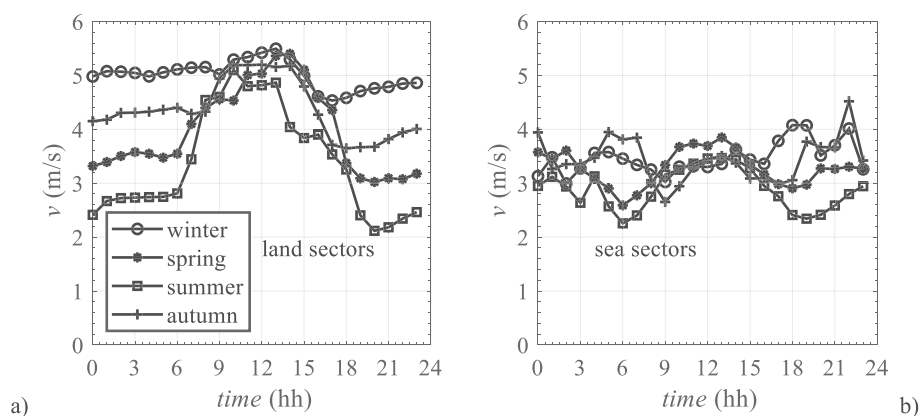 6
5
4
3
2
1
0
v (m/s)
winter
spring
summer
autumn
land sectors
0 3 6 9 12 15 18 21 24
time (hh)
a)
6
5
4
3
2
1
0
v (m/s)
sea sectors
0 3 6 9 12 15 18 21 24
time (hh)
b)